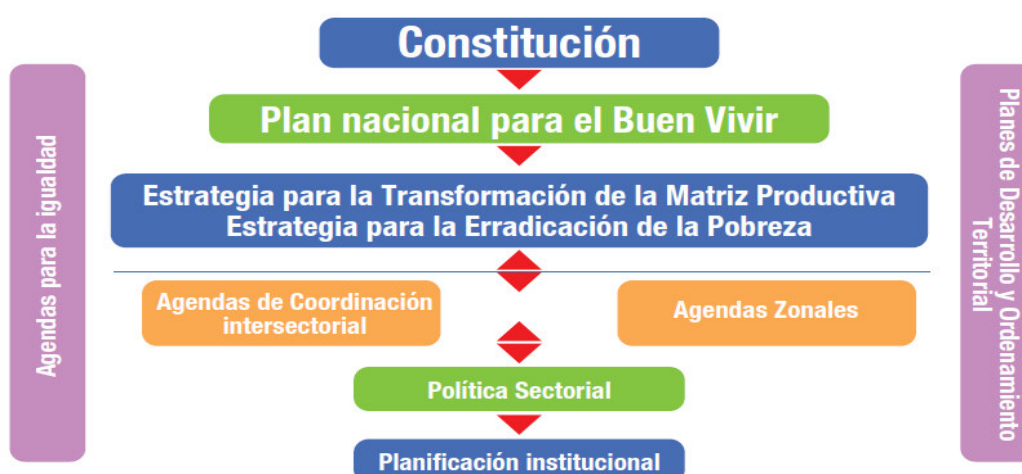 Constitución
Plan nacional para el Buen Vivir
Estrategia para la Transformación de la Matriz Productiva
Estrategia para la Erradicación de la Pobreza
Agendas de Coordinación
intersectorial
Agendas Zonales
Política Sectorial
Planificación institucional
Agendas para la igualdad
Planes de Desarrollo y Ordenamiento
Territorial